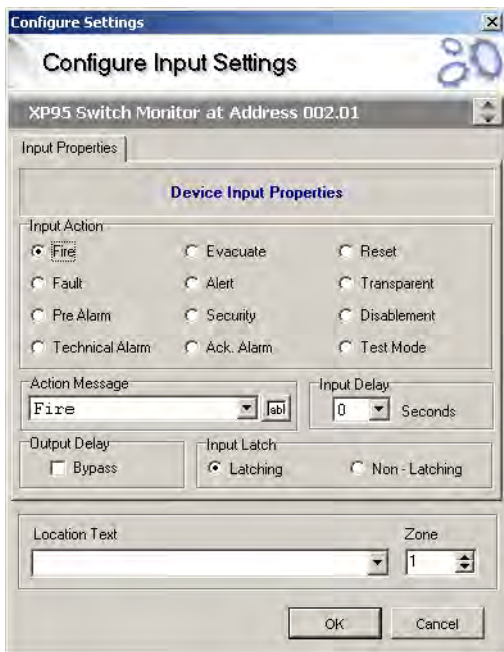 Configure Settings
Configure Input Settings
XP95 Switch Monitor at Address 002.01
Input Properties
Device Input Properties
Input Action
Fire
Evacuate
Reset
Fault
Alert
Transparent
Pre Alarm
Security
Disablement
Technical Alarm
Ack. Alarm
Test Mode
Action Message
Input Delay
Fire
abl
0
Seconds
Output Delay
Input Latch
Bypass
Latching
Non - Latching
Location Text
Zone
1
OK
Cancel